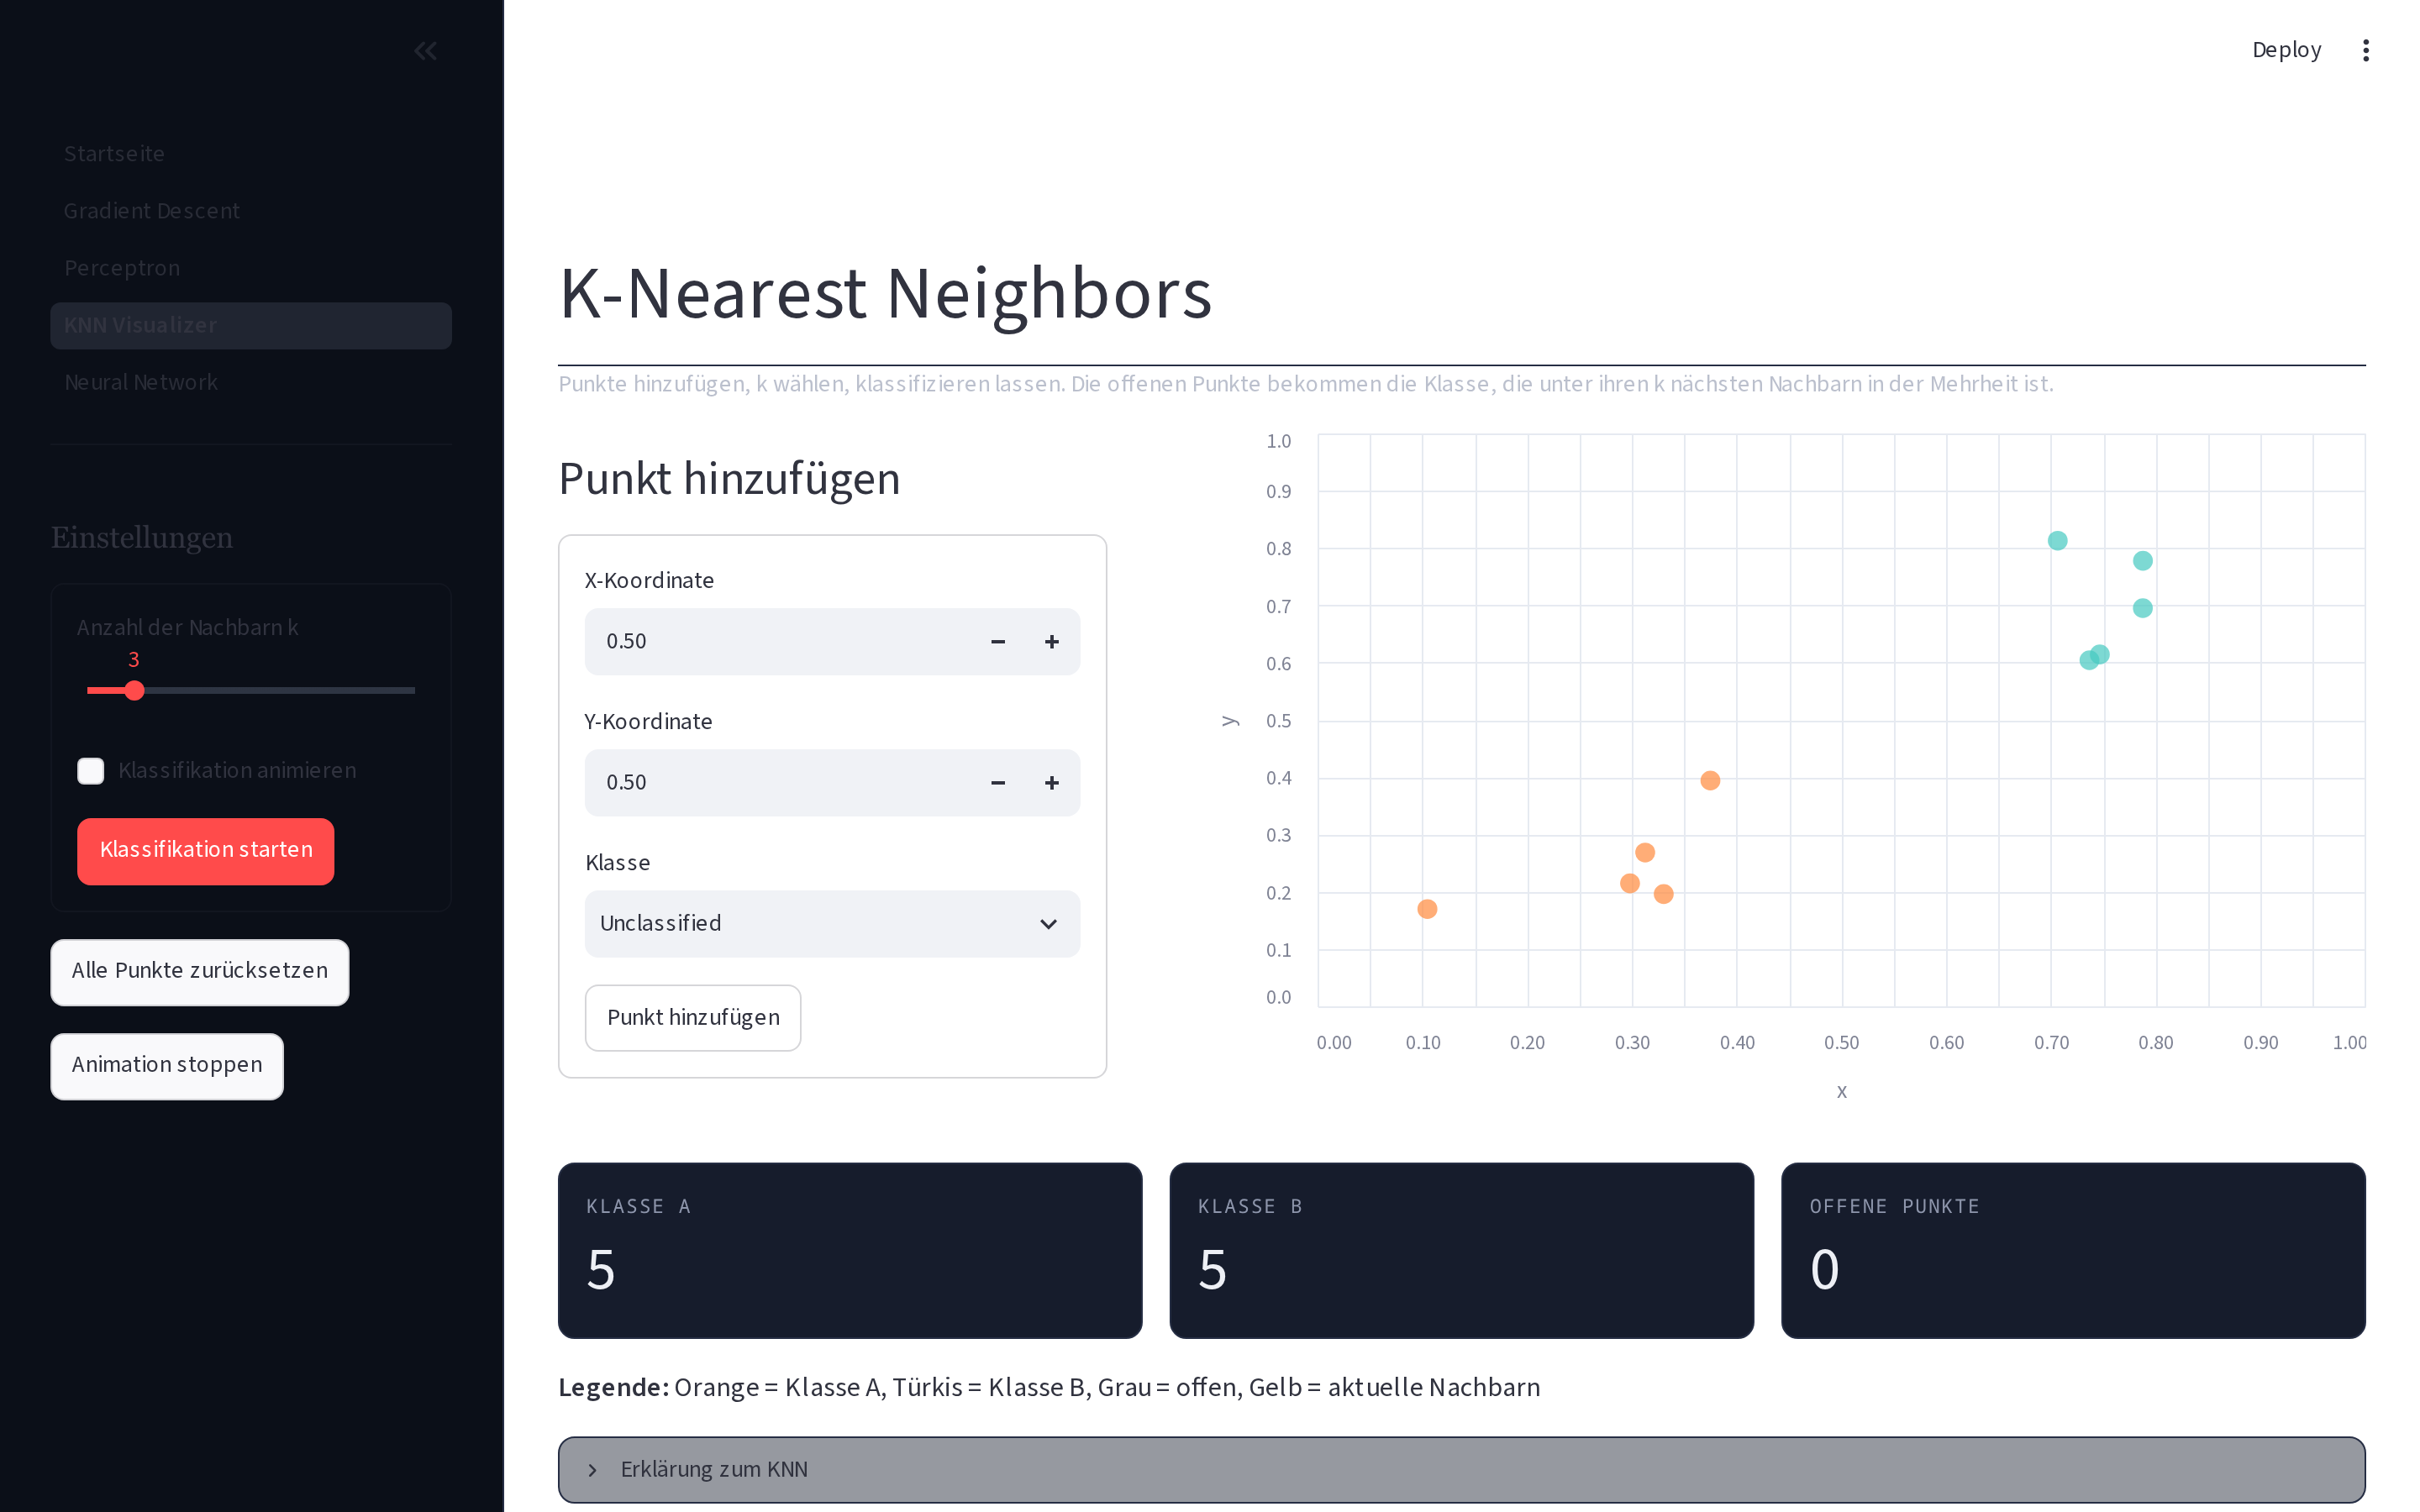 Deploy
Startseite
Gradient Descent
Perceptron
KNN Visualizer
Neural Network
Einstellungen
Anzahl der Nachbarn k
3
Klassifikation animieren
Klassifikation starten
Alle Punkte zurücksetzen
Animation stoppen
K-Nearest Neighbors
Punkte hinzufügen, k wählen, klassifizieren lassen. Die offenen Punkte bekommen die Klasse, die unter ihren k nächsten Nachbarn in der Mehrheit ist.
Punkt hinzufügen
X-Koordinate
0.50
Y-Koordinate
0.50
Klasse
Unclassified
Punkt hinzufügen
1.0
0.9
0.8
0.7
0.6
0.5
0.4
0.3
0.2
0.1
0.0
y
0.00 0.10 0.20 0.30 0.40 0.50 0.60 0.70 0.80 0.90 1.00
x
KLASSE A
5
KLASSE B
5
OFFENE PUNKTE
0
Legende: Orange = Klasse A, Türkis = Klasse B, Grau = offen, Gelb = aktuelle Nachbarn
Erklärung zum KNN